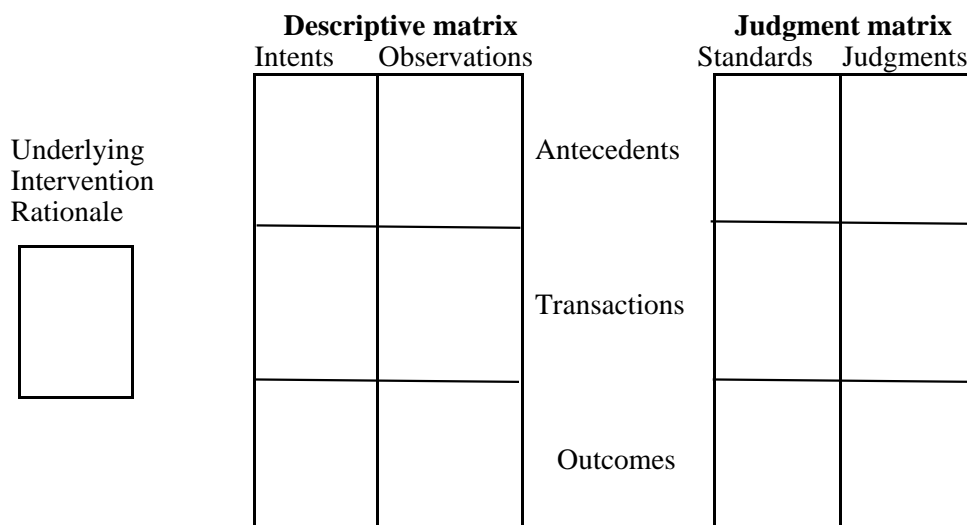 Descriptive matrix
Judgment matrix
Intents Observations
Standards Judgments
Underlying
Intervention
Rationale
Antecedents
Transactions
Outcomes